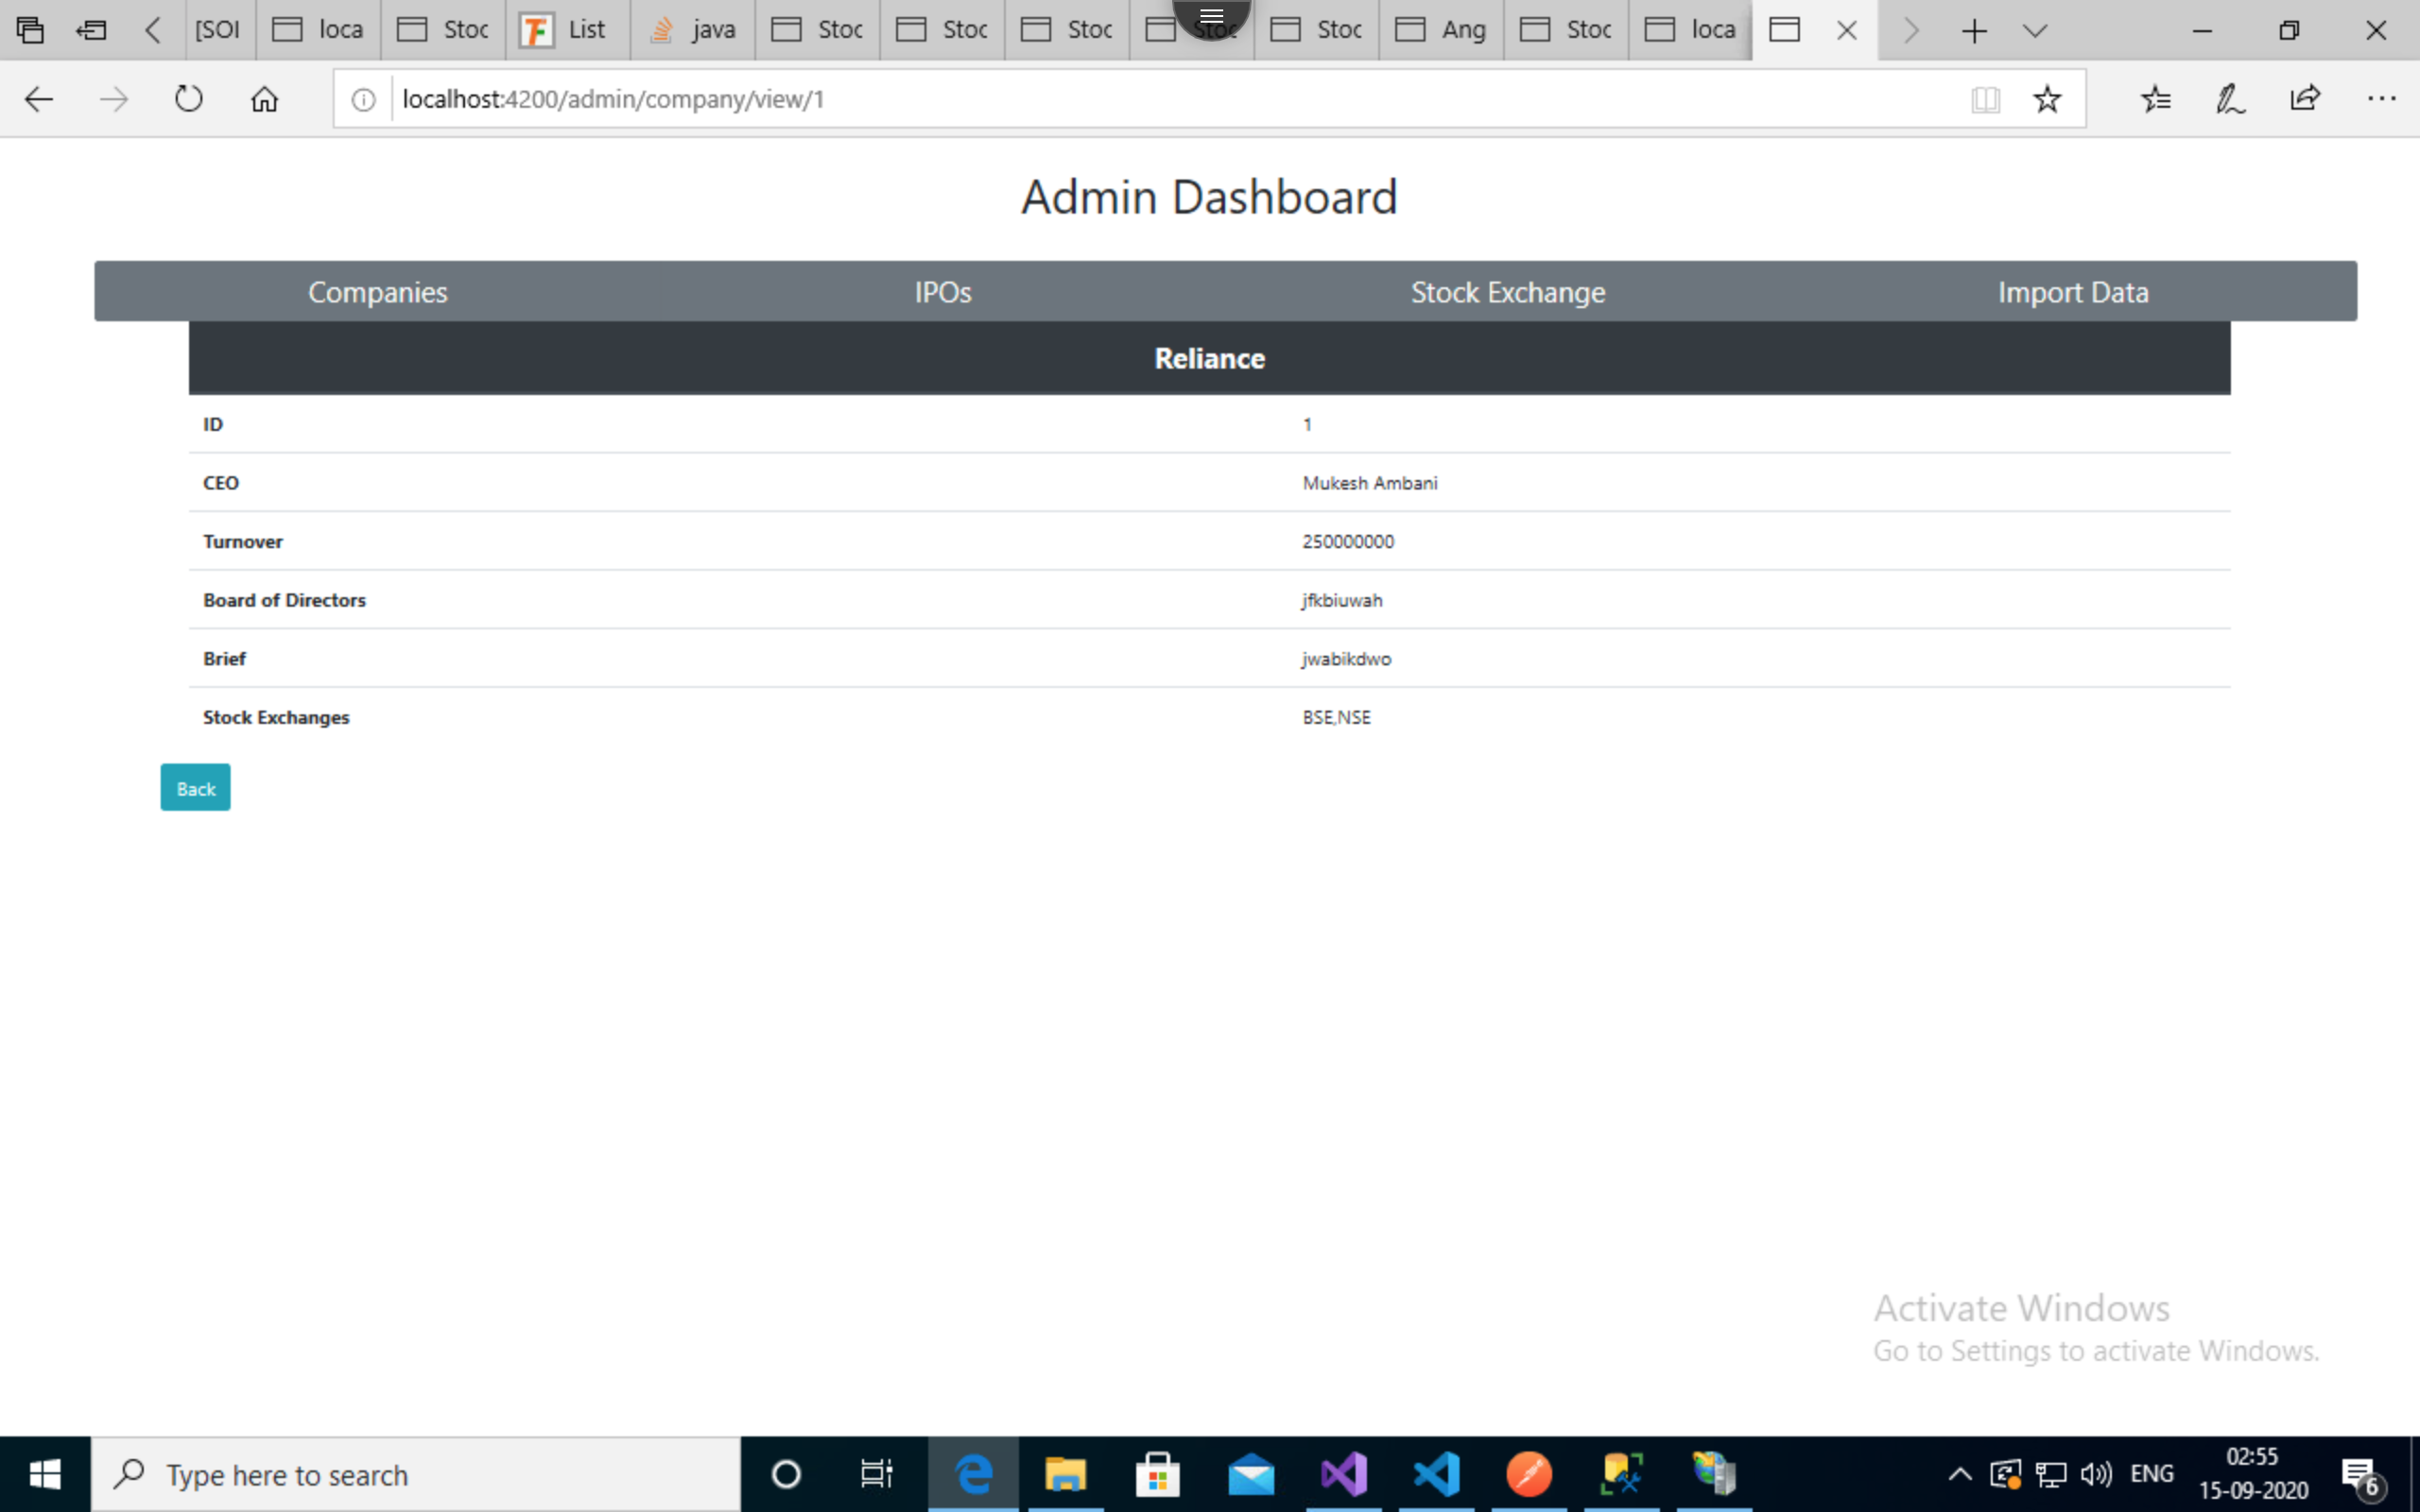 [SOI loca Stoc List java Stoc Stoc Stoc Stoc Stoc Ang Stoc loca
localhost:4200/admin/company/view/1
Admin Dashboard
Companies IPOs Stock Exchange Import Data
Reliance
ID 1
CEO Mukesh Ambani
Turnover 250000000
Board of Directors jfkbiuwah
Brief jwabikdwo
Stock Exchanges BSE,NSE
Back
Activate Windows
Go to Settings to activate Windows.
Type here to search ENG 02:55
15-09-2020 6